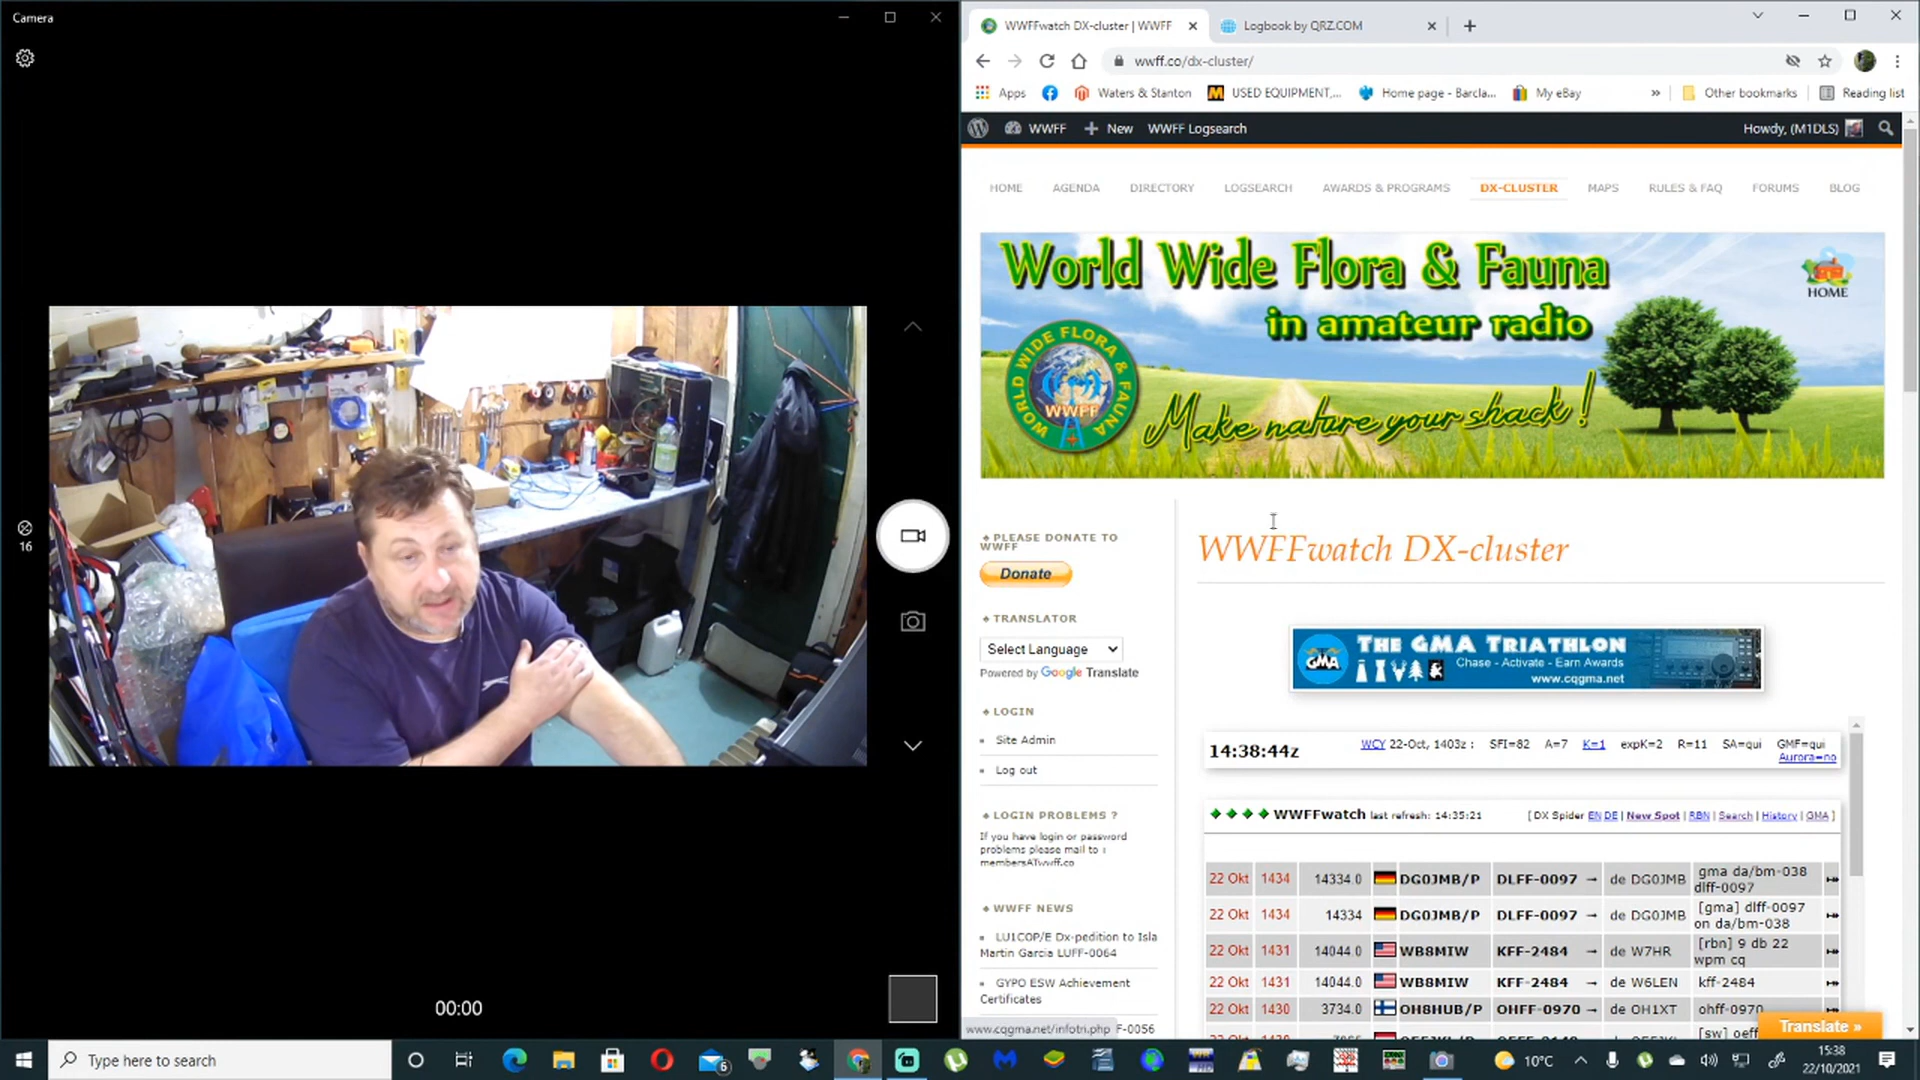 Camera
16
00:00
WWFFwatch DX-cluster | WWFF
Logbook by QRZ.COM
wwff.co/dx-cluster/
Apps
Waters & Stanton
USED EQUIPMENT,...
Home page - Barcla...
My eBay
»
Other bookmarks
Reading list
WWFF
New
WWFF Logsearch
Howdy, (M1DLS)
HOME
AGENDA
DIRECTORY
LOGSEARCH
AWARDS & PROGRAMS
DX-CLUSTER
MAPS
RULES & FAQ
FORUMS
BLOG
World Wide Flora & Fauna
in amateur radio
HOME
WORLD WIDE FLORA & FAUNA
WWFF
Make nature your shack !
PLEASE DONATE TO
WWFF
Donate
TRANSLATOR
Select Language
Powered by Google Translate
LOGIN
Site Admin
Log out
LOGIN PROBLEMS ?
If you have login or password
problems please mail to :
membersATwwff.co
WWFF NEWS
LU1COP/E Dx-pedition to Isla
Martin Garcia LUFF-0064
GYPO ESW Achievement
Certificates
F-0056
www.cqgma.net/infotri.php
WWFFwatch DX-cluster
GMA
THE GMA TRIATHLON
Chase - Activate - Earn Awards
www.cqgma.net
14:38:44z
WCY 22-Oct, 1403z : SFI=82 A=7 K=1 expK=2 R=11 SA=qui GMF=qui
Aurora=no
WWFFwatch last refresh: 14:35:21
[ DX Spider EN DE | New Spot | RBN | Search | History | GMA ]
22 Okt 1434 14334.0 DG0JMB/P DLFF-0097 → de DG0JMB gma da/bm-038
dlff-0097
22 Okt 1434 14334 DG0JMB/P DLFF-0097 → de DG0JMB [gma] dlff-0097
on da/bm-038
22 Okt 1431 14044.0 WB8MIW KFF-2484 → de W7HR [rbn] 9 db 22
wpm cq
22 Okt 1431 14044.0 WB8MIW KFF-2484 → de W6LEN kff-2484
22 Okt 1430 3734.0 OH8HUB/P OHFF-0970 → de OH1XT ohff-0970
[sw] oeff
Translate »
Type here to search
6
10°C
15:38
22/10/2021